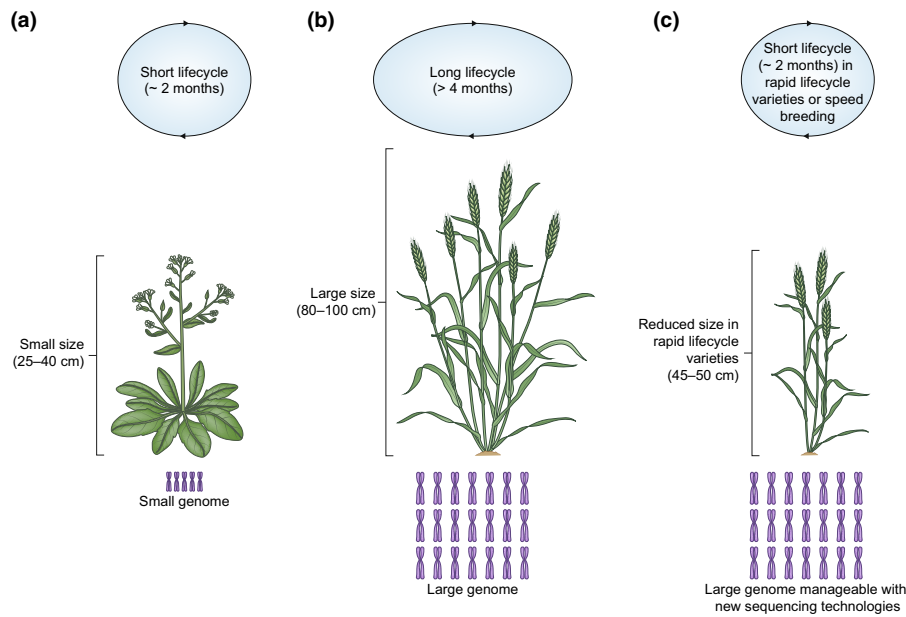 (a)
Short lifecycle
(~ 2 months)
Small size
(25–40 cm)
Small genome
(b)
Long lifecycle
(> 4 months)
Large size
(80–100 cm)
Large genome
(c)
Short lifecycle
(~ 2 months) in
rapid lifecycle
varieties or speed
breeding
Reduced size in
rapid lifecycle
varieties
(45–50 cm)
Large genome manageable with
new sequencing technologies